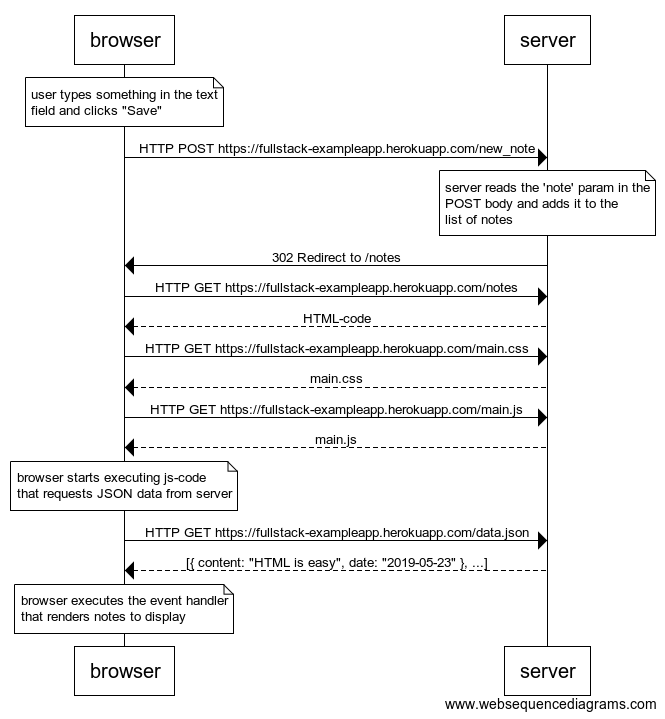 browser
server
user types something in the text
field and clicks "Save"
HTTP POST https://fullstack-exampleapp.herokuapp.com/new_note
server reads the 'note' param in the
POST body and adds it to the
list of notes
302 Redirect to /notes
HTTP GET https://fullstack-exampleapp.herokuapp.com/notes
HTML-code
HTTP GET https://fullstack-exampleapp.herokuapp.com/main.css
main.css
HTTP GET https://fullstack-exampleapp.herokuapp.com/main.js
main.js
browser starts executing js-code
that requests JSON data from server
HTTP GET https://fullstack-exampleapp.herokuapp.com/data.json
[{ content: "HTML is easy", date: "2019-05-23" }, ...]
browser executes the event handler
that renders notes to display
browser
server
www.websequencediagrams.com